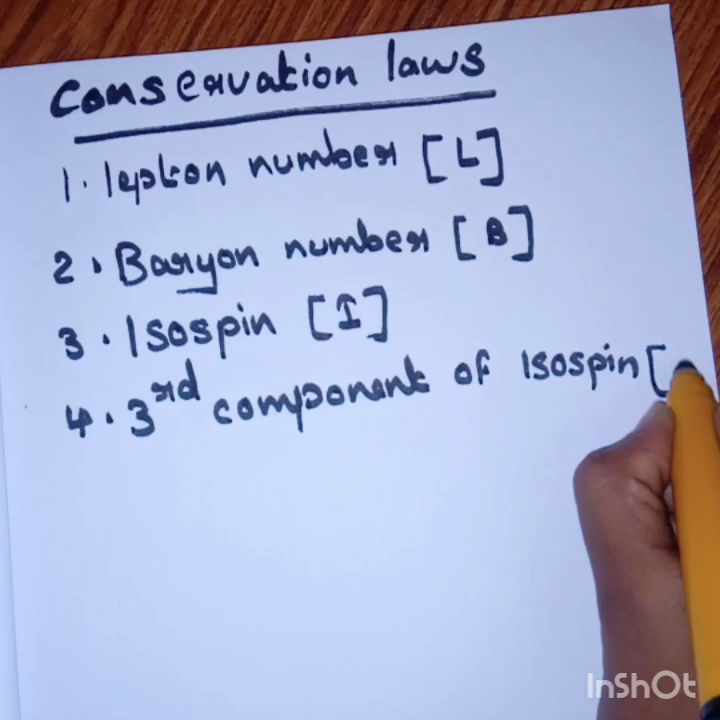 Conservation laws
1. lepton number [L]
2. Baryon number [B]
3. Isospin [I]
4. 3rd component of Isospin [
InShOt